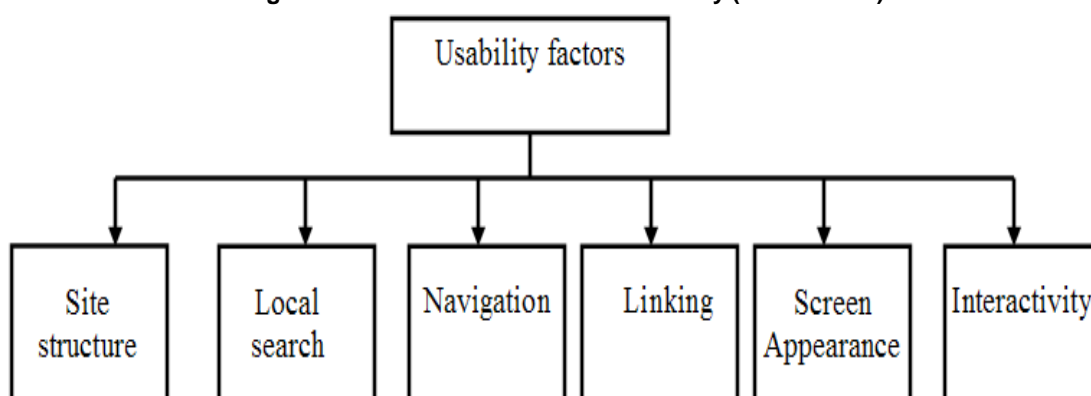 Usability factors
Site
structure
Local
search
Navigation
Linking
Screen
Appearance
Interactivity